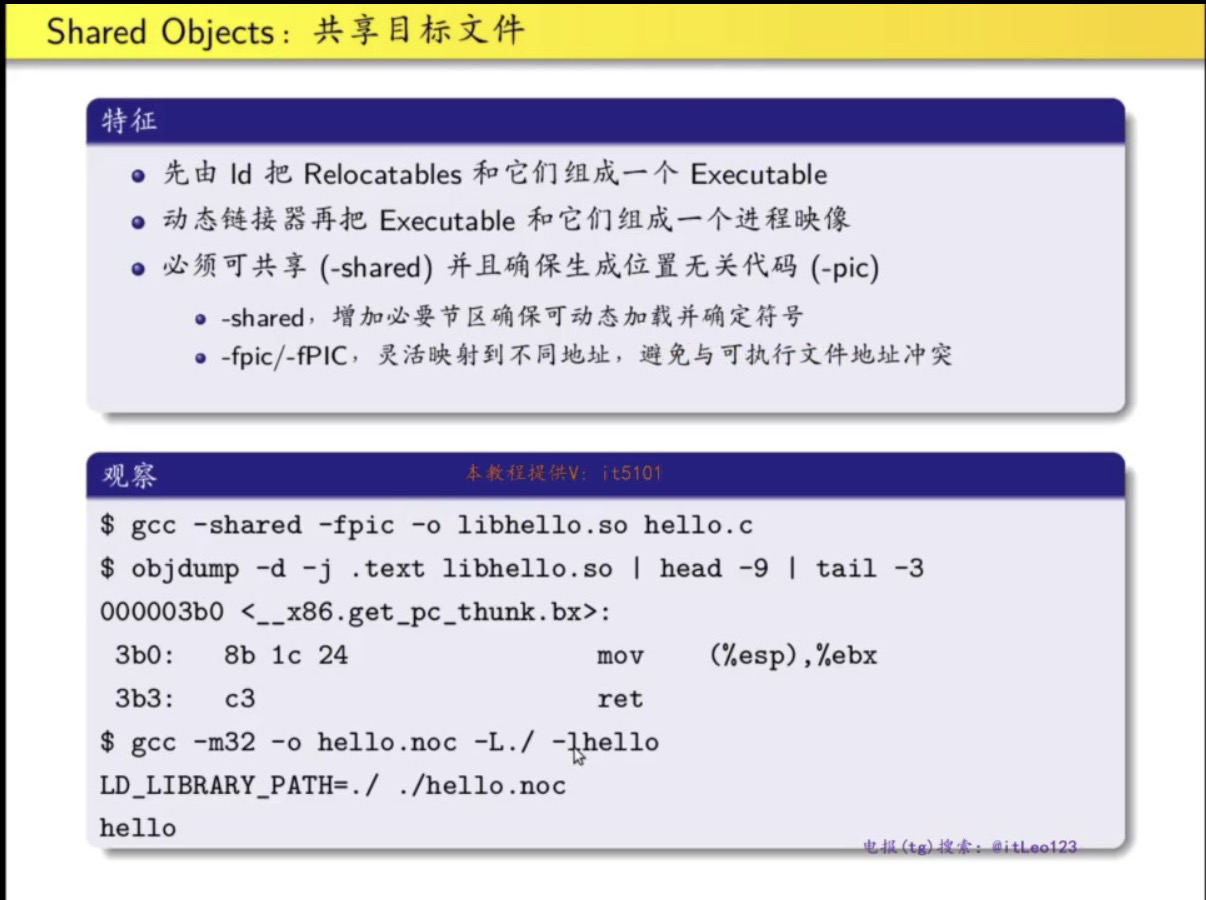 Shared Objects：共享目标文件
特征
先由 ld 把 Relocatables 和它们组成一个 Executable
动态链接器再把 Executable 和它们组成一个进程映像
必须可共享 (-shared) 并且确保生成位置无关代码 (-pic)
-shared，增加必要节区确保可动态加载并确定符号
-fpic/-fPIC，灵活映射到不同地址，避免与可执行文件地址冲突
观察
本教程提供V: it5101
$ gcc -shared -fpic -o libhello.so hello.c
$ objdump -d -j .text libhello.so | head -9 | tail -3
000003b0 <__x86.get_pc_thunk.bx>:
3b0: 8b 1c 24 mov (%esp),%ebx
3b3: c3 ret
$ gcc -m32 -o hello.noc -L./ -lhello
LD_LIBRARY_PATH=./ ./hello.noc
hello
电报(tg)搜索: @itLeo123